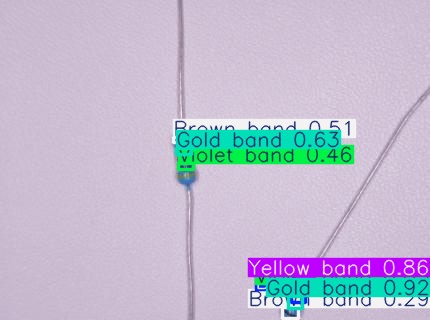 Brown band 0.51
Gold band 0.63
Violet band 0.46
Yellow band 0.86
Gold band 0.92
Brown band 0.29